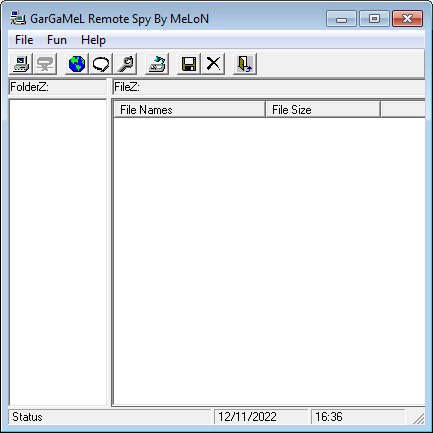 GarGaMeL Remote Spy By MeLoN
File Fun Help
FolderZ: FileZ:
File Names File Size
Status 12/11/2022 16:36